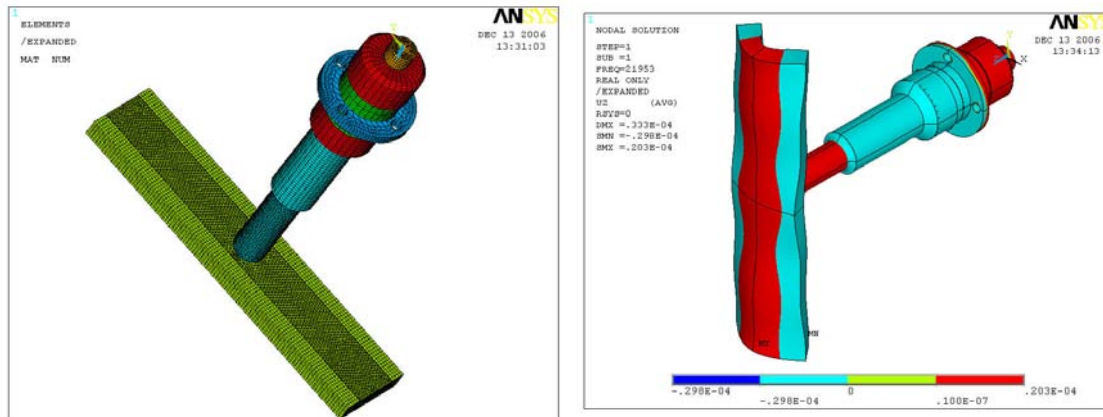 1
ELEMENTS
/EXPANDED
MAT NUM
ANSYS
DEC 13 2006
13:31:03
1
NODAL SOLUTION
STEP=1
SUB =1
FREQ=21953
REAL ONLY
/EXPANDED
UZ (AVG)
RSYS=0
DMX =.333E-04
SMN =-.298E-04
SMX =.203E-04
ANSYS
DEC 13 2006
13:34:13
Y
X
MX
MN
-.298E-04
-.298E-04
0
.100E-07
.203E-04